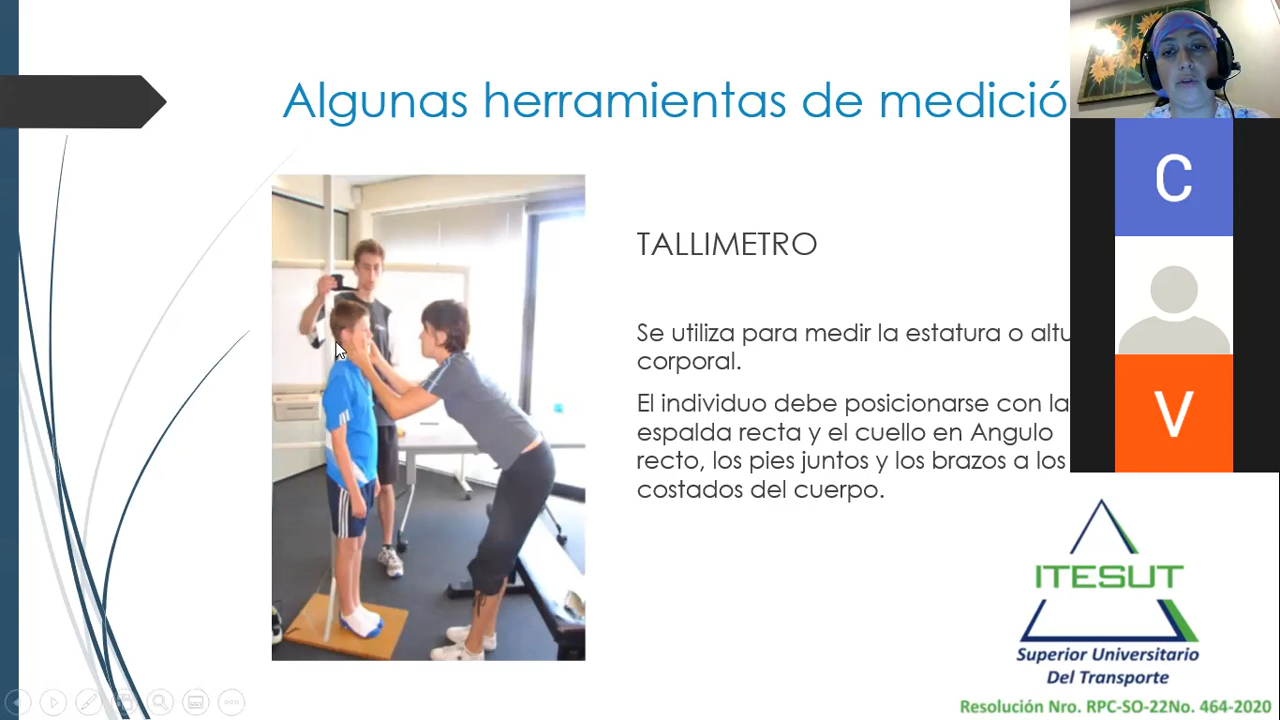 Algunas herramientas de medició
TALLIMETRO
Se utiliza para medir la estatura o altu
corporal.
El individuo debe posicionarse con la
espalda recta y el cuello en Angulo
recto, los pies juntos y los brazos a los
costados del cuerpo.
C
V
ITESUT
Superior Universitario
Del Transporte
Resolución Nro. RPC-SO-22No. 464-2020